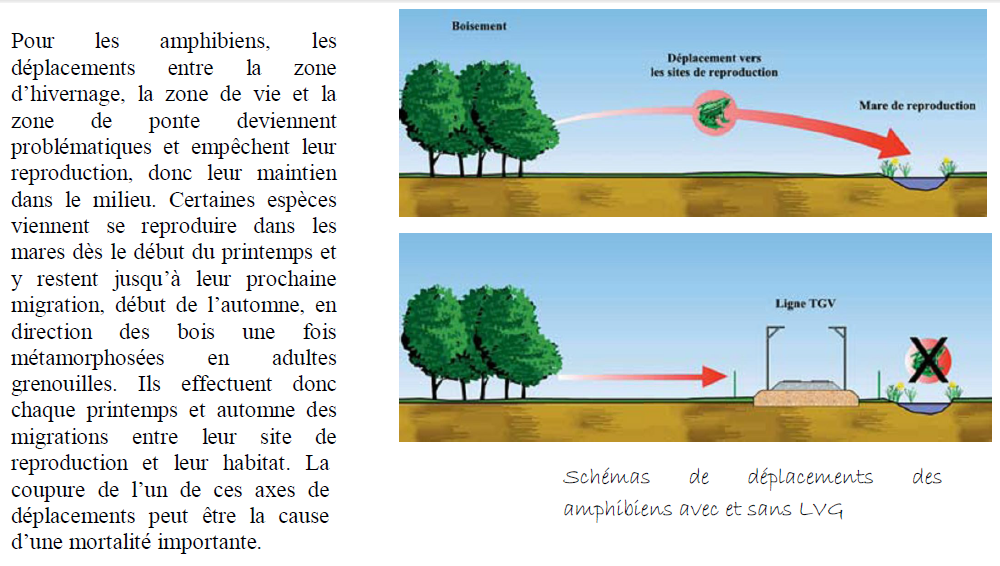 Pour les amphibiens, les
déplacements entre la zone
d'hivernage, la zone de vie et la
one de ponte deviennent
problématiques et empêchent leur
reproduction, donc leur maintien
dans le milieu. Certaines espèces
viennent se reproduire dans les
mares dès le début du printemps et
y restent jusqu'à leur prochaine
migration, début de l'automne, en
direction des bois une fois
métamorphosées en adultes
grenouilles. Ils effectuent donc
chaque printemps et automne des
migrations entre leur site de
reproduction et leur habitat. La
coupure de l'un de ces axes de
déplacements peut être la cause
d'une mortalité importante.
Boisement
Déplacement vers
les sites de reproduction
Mare de reproduction
Ligne TGV
Schémas de déplacements des
amphibiens avec et sans LVG